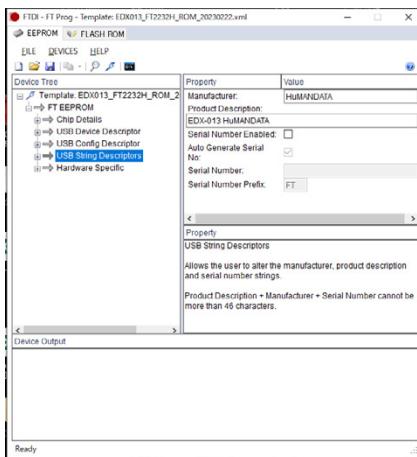 FTDI - FT Prog - Template: EDX013_FT2232H_ROM_20230222.xml
EEPROM FLASH ROM
FILE DEVICES HELP
Device Tree
Template: EDX013_FT2232H_ROM_2
FT EEPROM
Chip Details
USB Device Descriptor
USB Config Descriptor
USB String Descriptors
Hardware Specific
Property Value
Manufacturer: HuMANDATA
Product Description:
EDX-013 HuMANDATA
Serial Number Enabled:
Auto Generate Serial No:
Serial Number:
Serial Number Prefix: FT
Property
USB String Descriptors
Allows the user to alter the manufacturer, product description
and serial number strings.
Product Description + Manufacturer + Serial Number cannot be
more than 46 characters.
Device Output
Ready